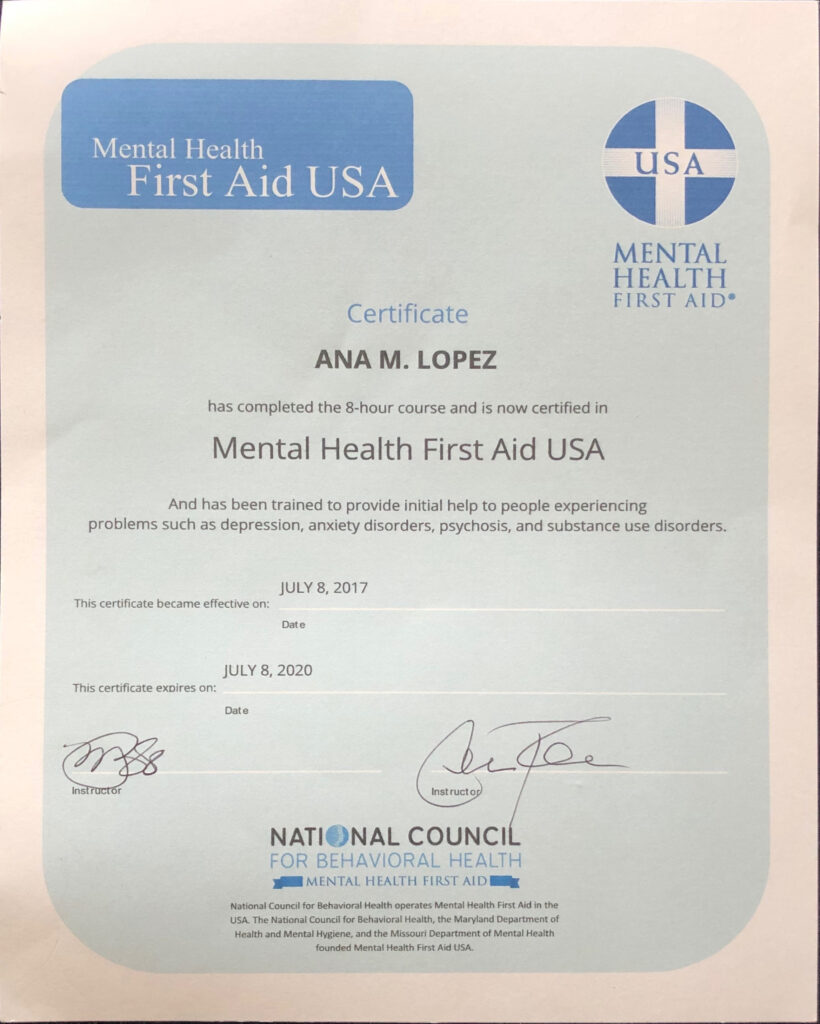 Mental Health
First Aid USA
USA
MENTAL
HEALTH
FIRST AID®
Certificate
ANA M. LOPEZ
has completed the 8-hour course and is now certified in
Mental Health First Aid USA
And has been trained to provide initial help to people experiencing
problems such as depression, anxiety disorders, psychosis, and substance use disorders.
JULY 8, 2017
This certificate became effective on:
Date
JULY 8, 2020
This certificate expires on:
Date
Instructor
Instructor
NATIONAL COUNCIL
FOR BEHAVIORAL HEALTH
MENTAL HEALTH FIRST AID
National Council for Behavioral Health operates Mental Health First Aid in the
USA. The National Council for Behavioral Health, the Maryland Department of
Health and Mental Hygiene, and the Missouri Department of Mental Health
founded Mental Health First Aid USA.